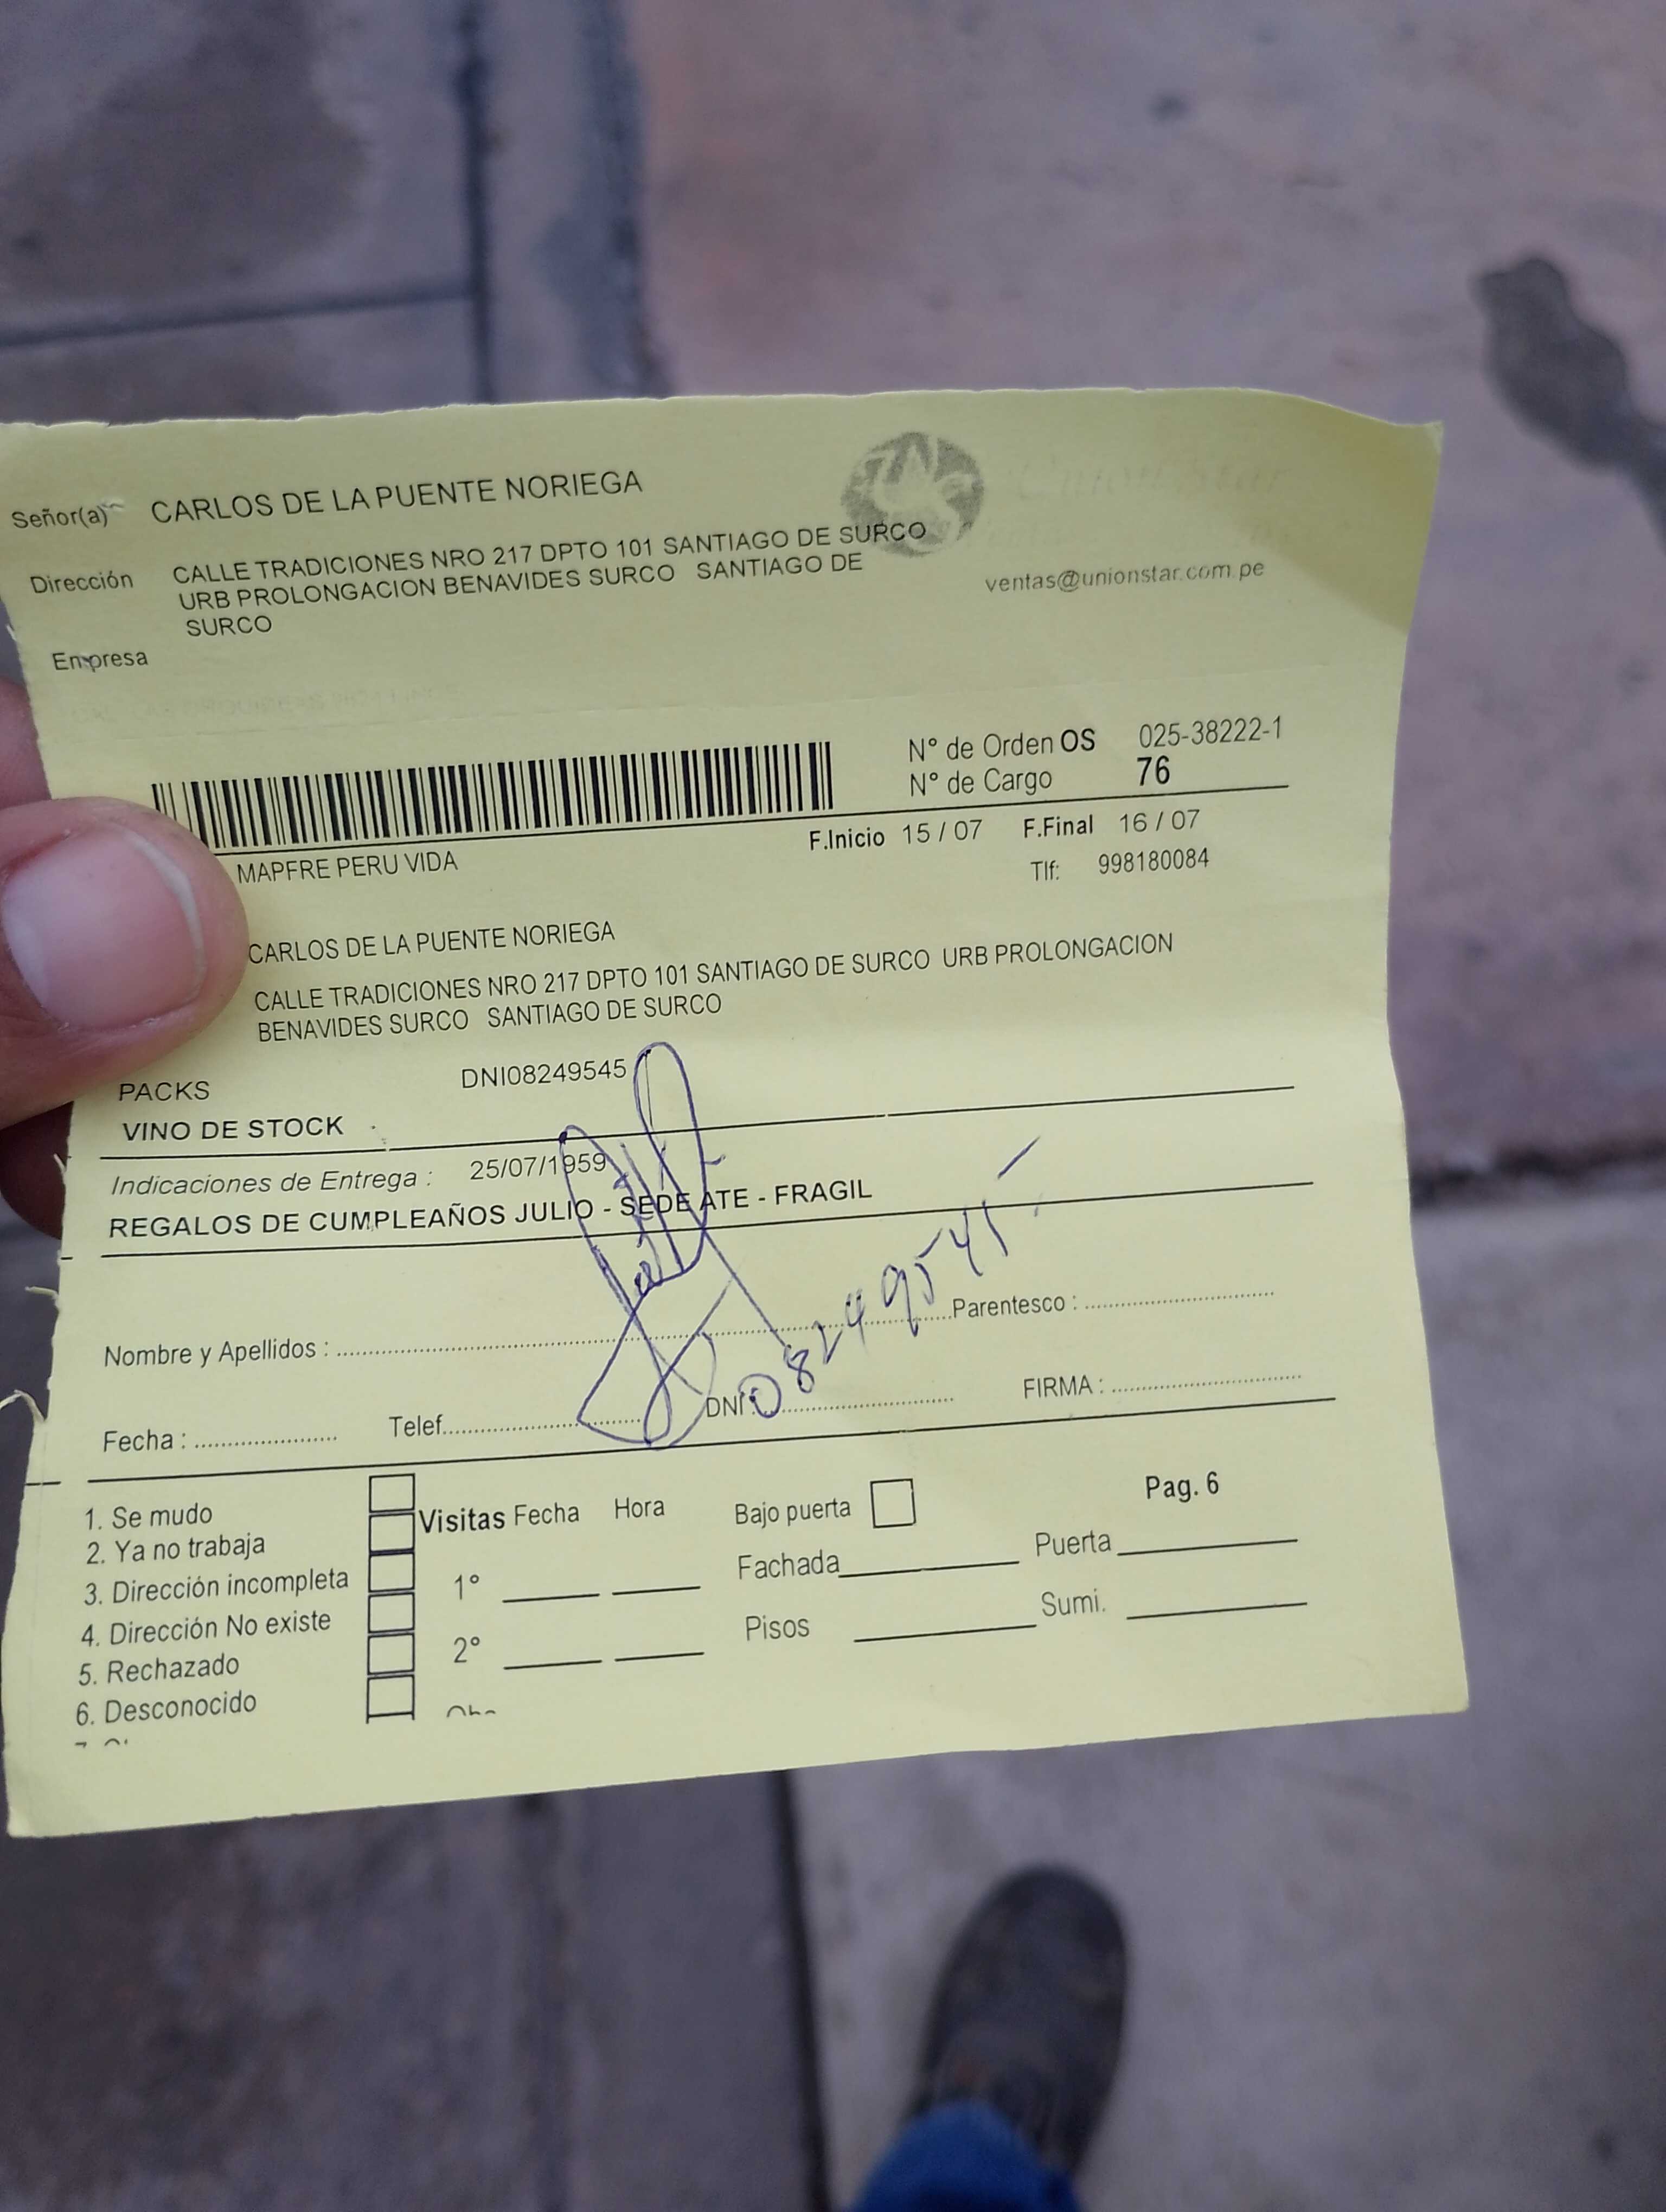 Señor(a) CARLOS DE LA PUENTE NORIEGA
Dirección CALLE TRADICIONES NRO 217 DPTO 101 SANTIAGO DE SURCO
URB PROLONGACION BENAVIDES SURCO SANTIAGO DE
SURCO
ventas@unionstar.com.pe
Empresa
N° de Orden OS 025-38222-1
N° de Cargo 76
F.Inicio 15 / 07 F.Final 16 / 07
MAPFRE PERU VIDA
Tlf: 998180084
CARLOS DE LA PUENTE NORIEGA
CALLE TRADICIONES NRO 217 DPTO 101 SANTIAGO DE SURCO URB PROLONGACION
BENAVIDES SURCO SANTIAGO DE SURCO
PACKS DNI08249545
VINO DE STOCK
Indicaciones de Entrega : 25/07/1959
REGALOS DE CUMPLEAÑOS JULIO - SEDE ATE - FRAGIL
Nombre y Apellidos : Parentesco :
Fecha : Telef. DNI : 08249545 FIRMA :
1. Se mudo
2. Ya no trabaja
3. Dirección incompleta
4. Dirección No existe
5. Rechazado
6. Desconocido
Visitas Fecha Hora
1°
2°
Bajo puerta Pag. 6
Fachada Puerta
Pisos Sumi.